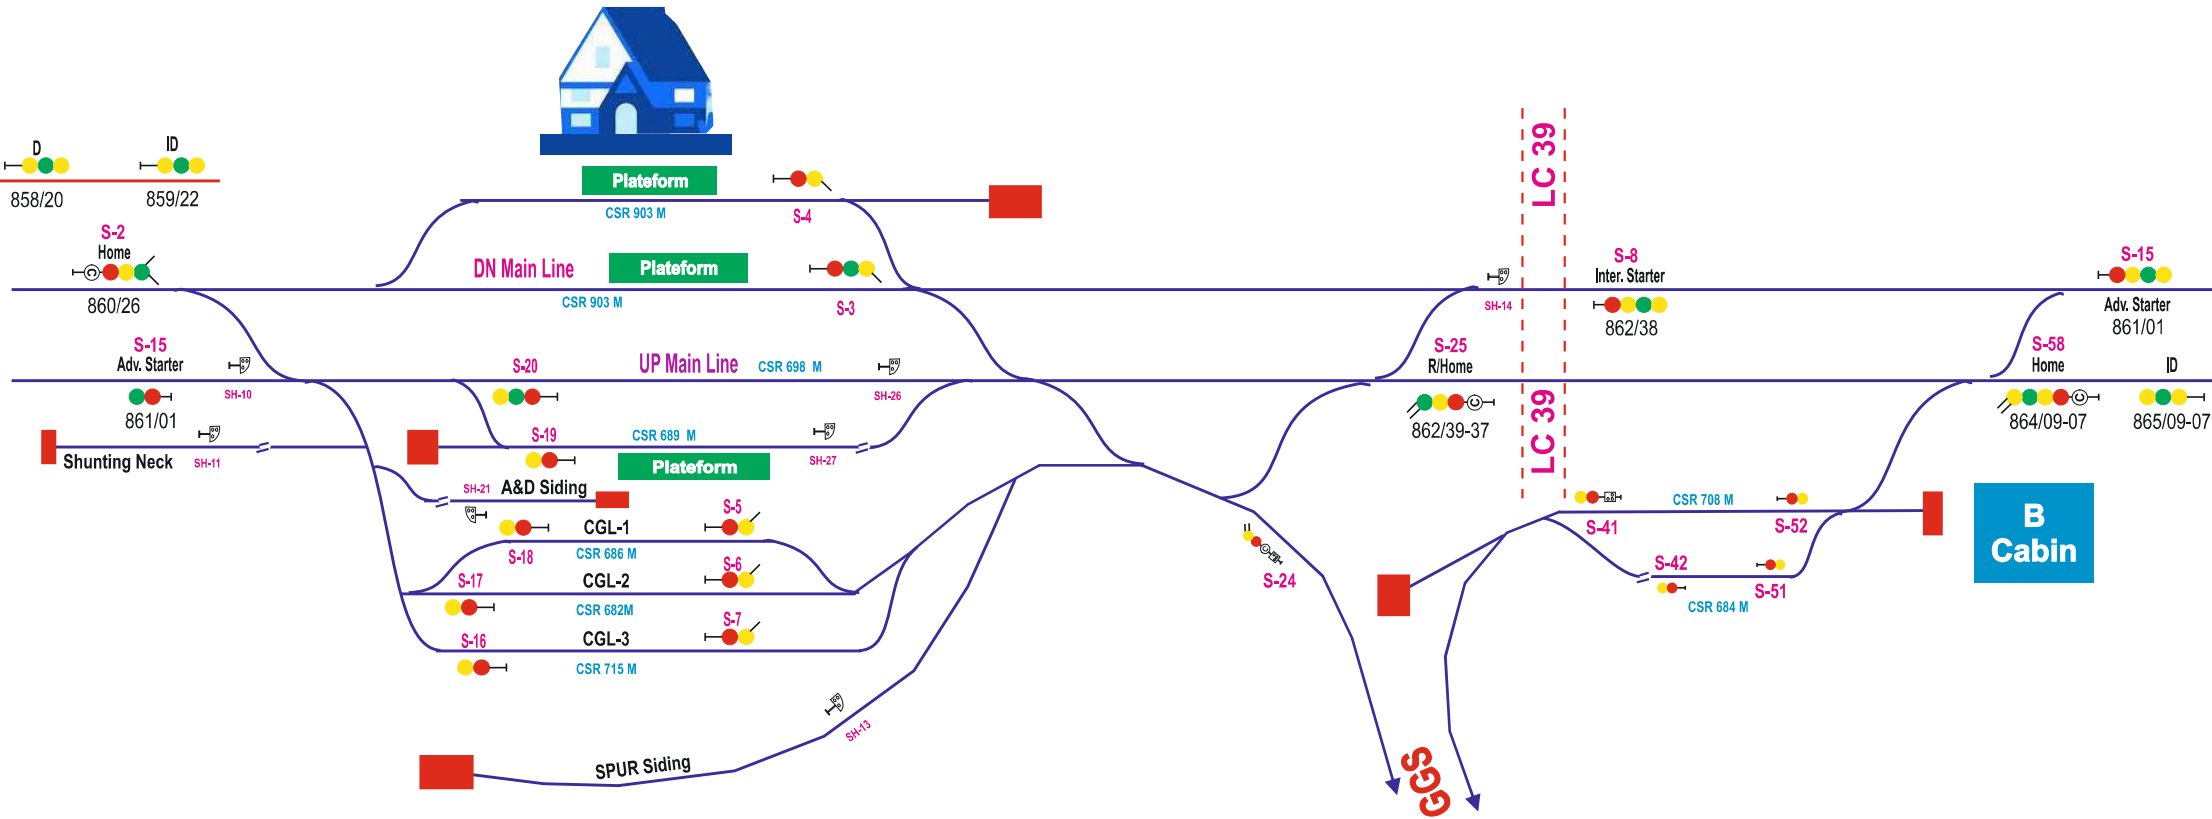 D
ID
858/20
859/22
Plateform
CSR 903 M
S-4
LC 39
S-2
Home
C
860/26
DN Main Line
Plateform
CSR 903 M
S-3
SH-14
S-8
Inter. Starter
862/38
S-15
Adv. Starter
861/01
S-15
Adv. Starter
861/01
SH-10
S-20
UP Main Line
CSR 698 M
SH-26
S-25
R/Home
C
862/39-37
LC 39
S-58
Home
C
864/09-07
ID
865/09-07
Shunting Neck
SH-11
S-19
CSR 689 M
SH-27
Plateform
SH-21
A&D Siding
S-18
CGL-1
CSR 686 M
S-5
S-17
CGL-2
CSR 682M
S-6
S-16
CGL-3
CSR 715 M
S-7
C
S-24
S-41
CSR 708 M
S-52
S-42
S-51
CSR 684 M
B
Cabin
SPUR Siding
SH-13
GGS